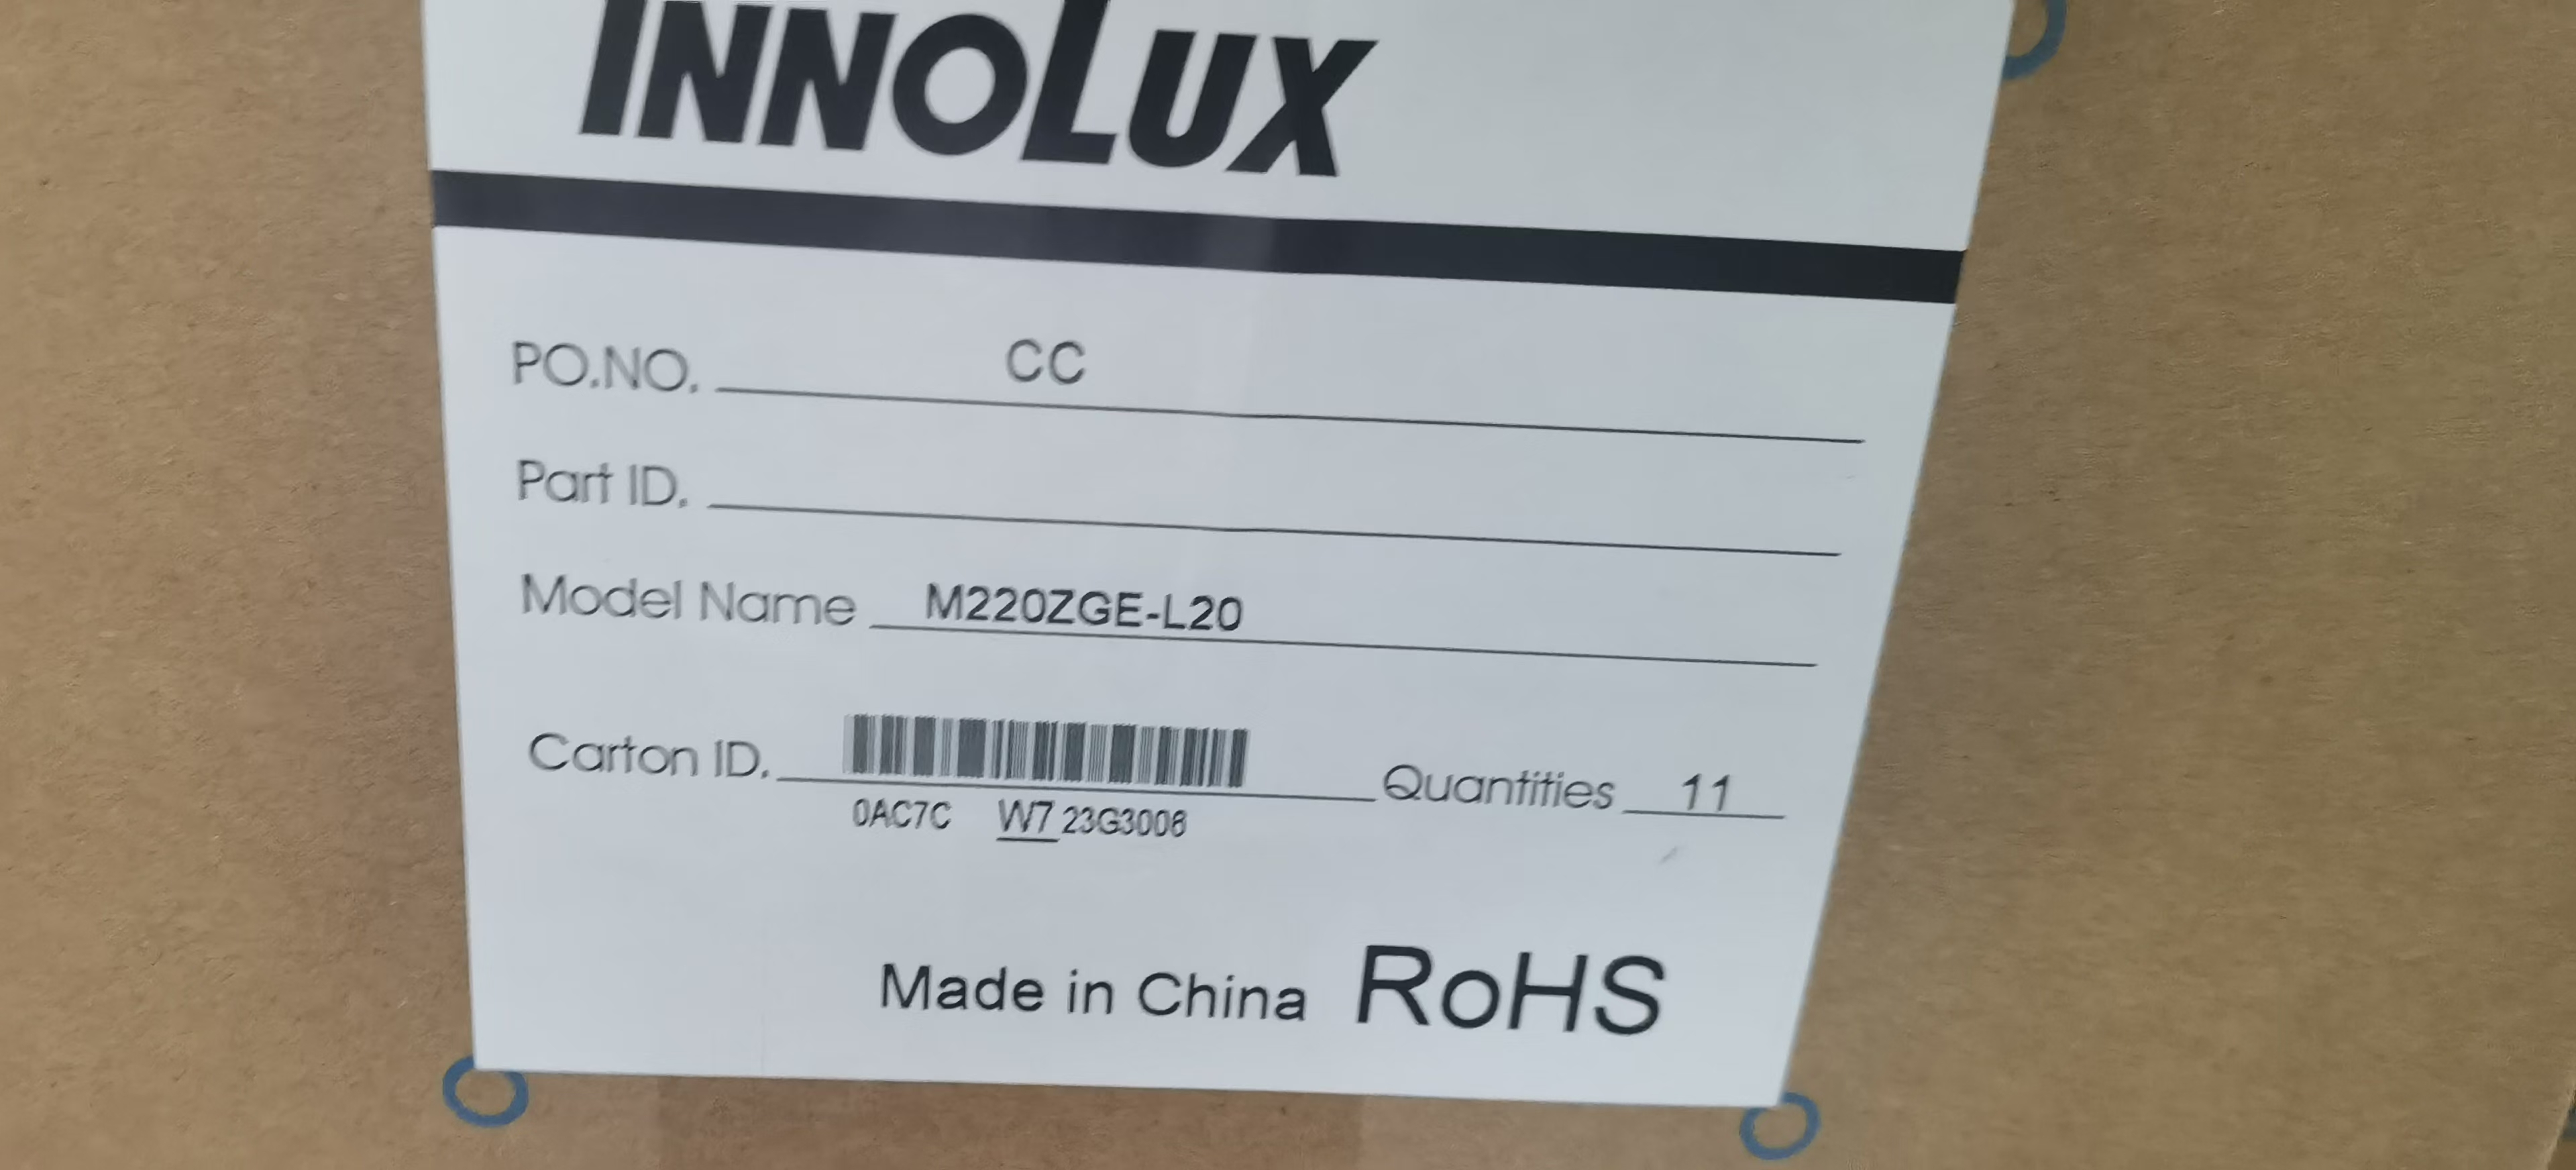 INNOLUX
PO.NO. CC
Part ID.
Model Name M220ZGE-L20
Carton ID. Quantities 11
0AC7C W7 23G3006
Made in China RoHS